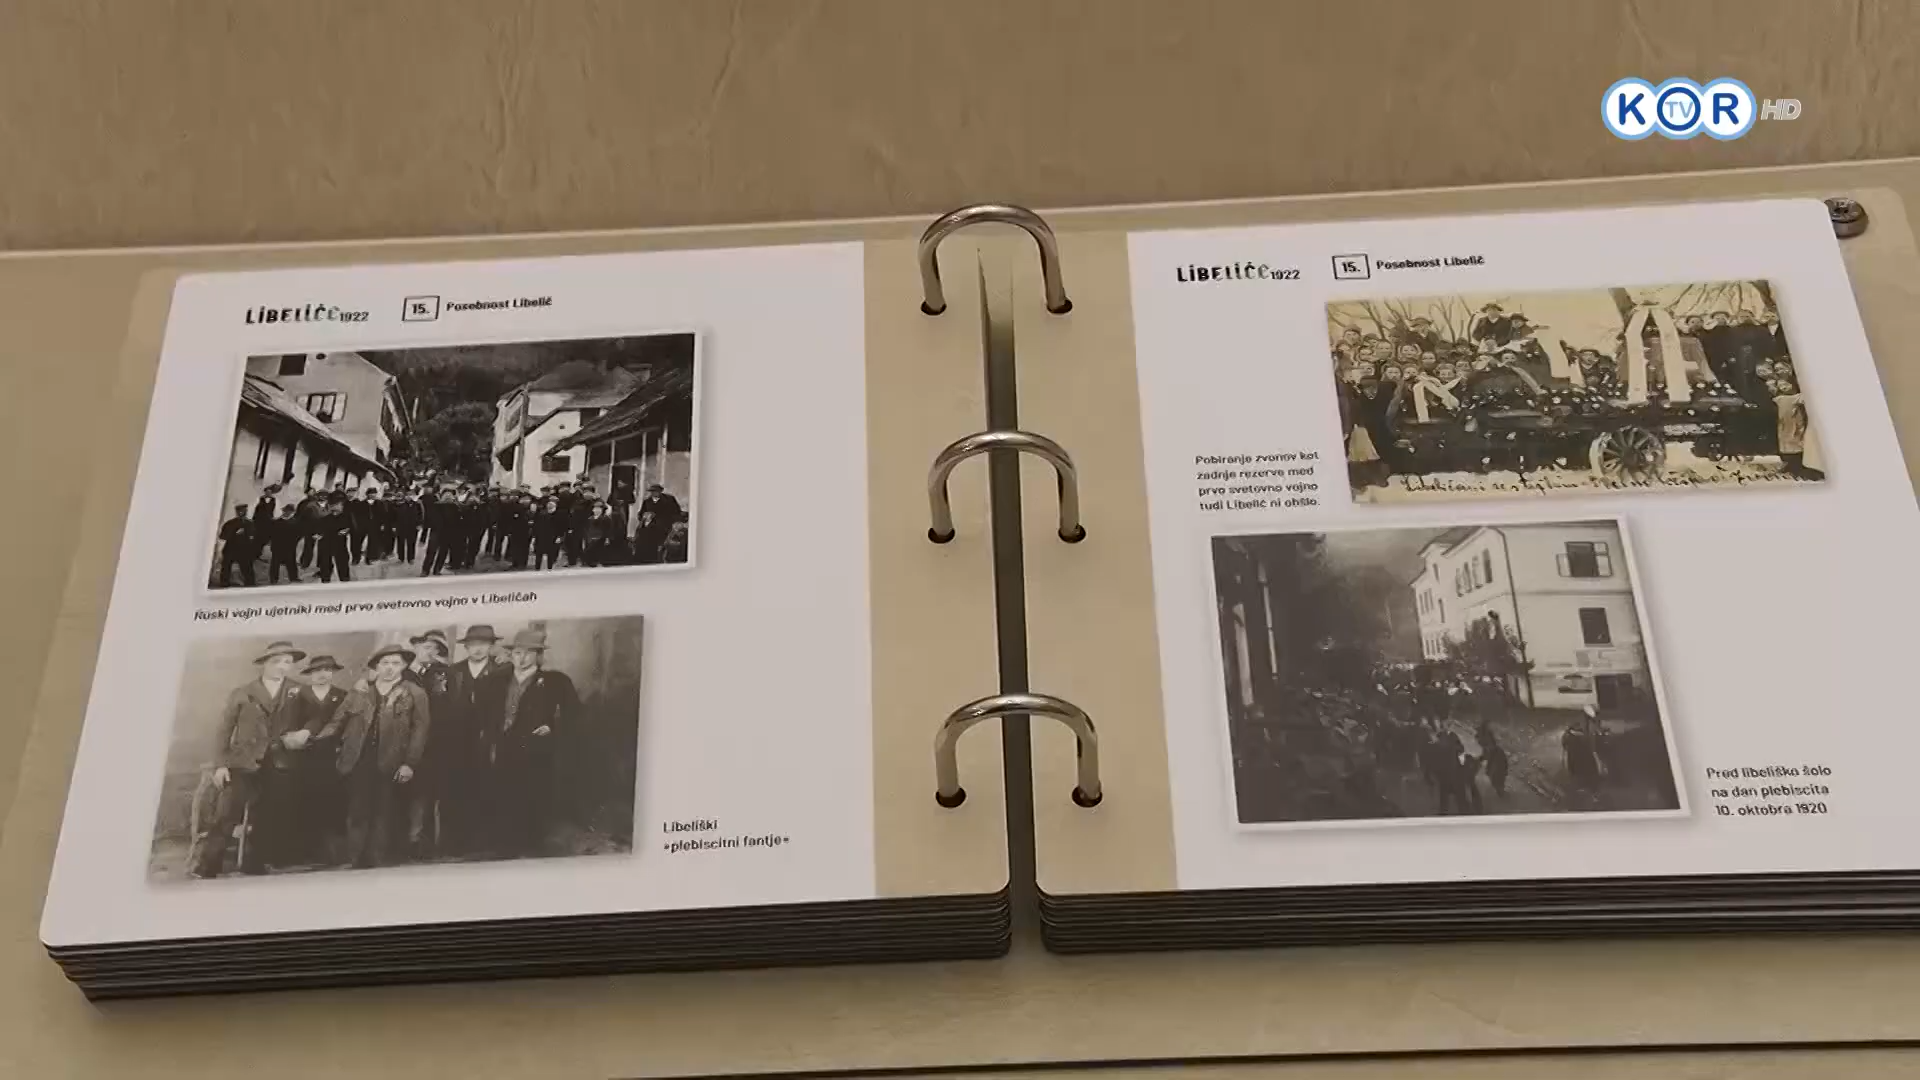 KTVOR HD
LIBELIČE 1922 15. Posebnost Libelič
Ruski vojni ujetniki med prvo svetovno vojno v Libeličah
Libeliški
»plebiscitni fantje«
LIBELIČE 1922 15. Posebnost Libelič
Pobiranje zvonov kot
zadnje rezerve med
prvo svetovno vojno
tudi Libelič ni obšlo.
Pred libeliško šolo
na dan plebiscita
10. oktobra 1920